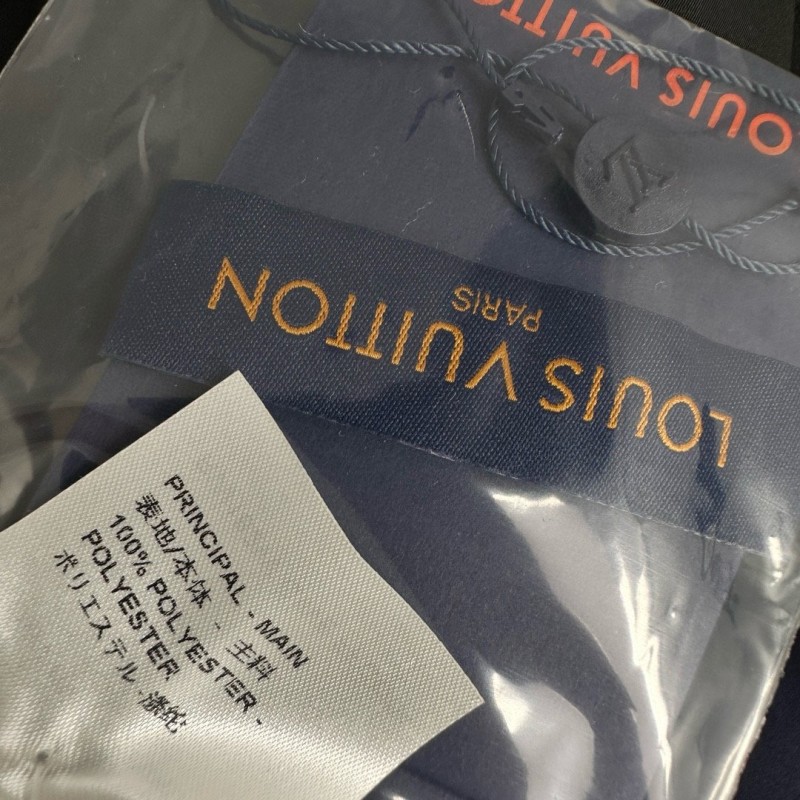 LOUIS VUITTON
LV
LOUIS VUITTON
PARIS
PRINCIPAL - MAIN
表地/本体 - 主料
100% POLYESTER -
POLYESTER
ポリエステル -涤纶